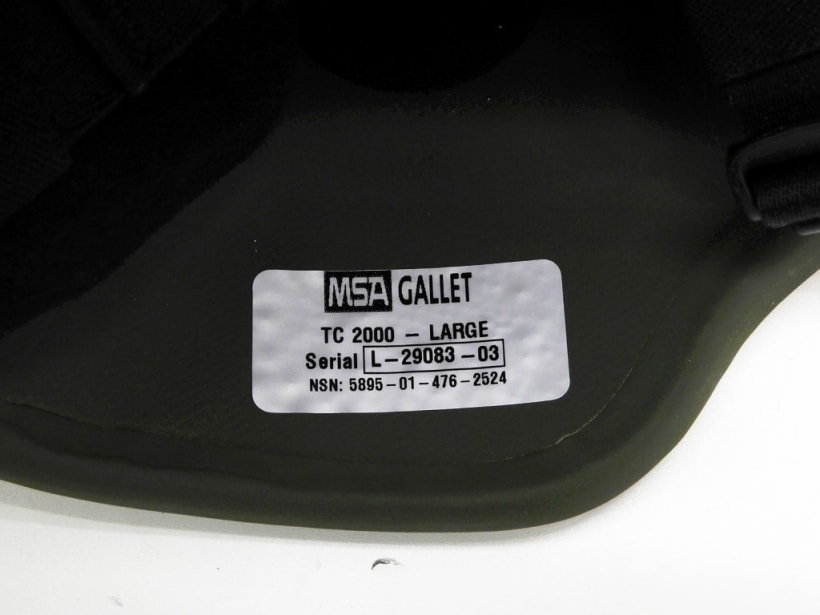 MSA GALLET
TC 2000 - LARGE
Serial L-29083-03
NSN: 5895-01-476-2524